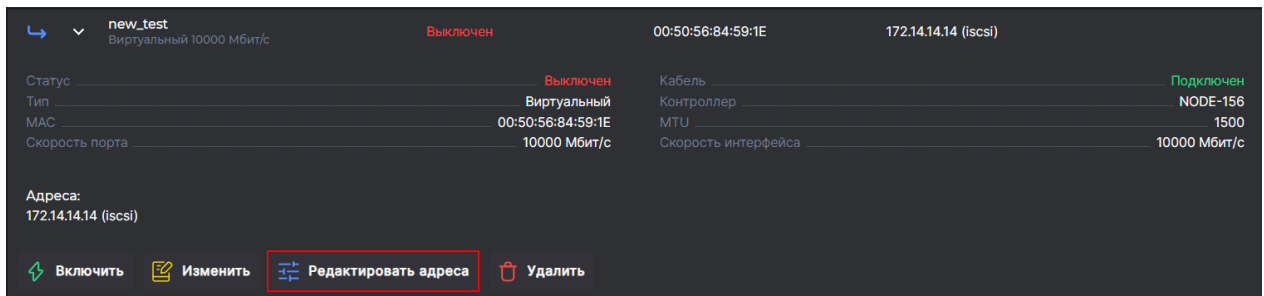 new_test
Виртуальный 10000 Мбит/с
Выключен
00:50:56:84:59:1E
172.14.14.14 (iscsi)
Статус Выключен
Кабель Подключен
Тип Виртуальный
Контроллер NODE-156
MAC 00:50:56:84:59:1E
MTU 1500
Скорость порта 10000 Мбит/с
Скорость интерфейса 10000 Мбит/с
Адреса:
172.14.14.14 (iscsi)
Включить Изменить Редактировать адреса Удалить